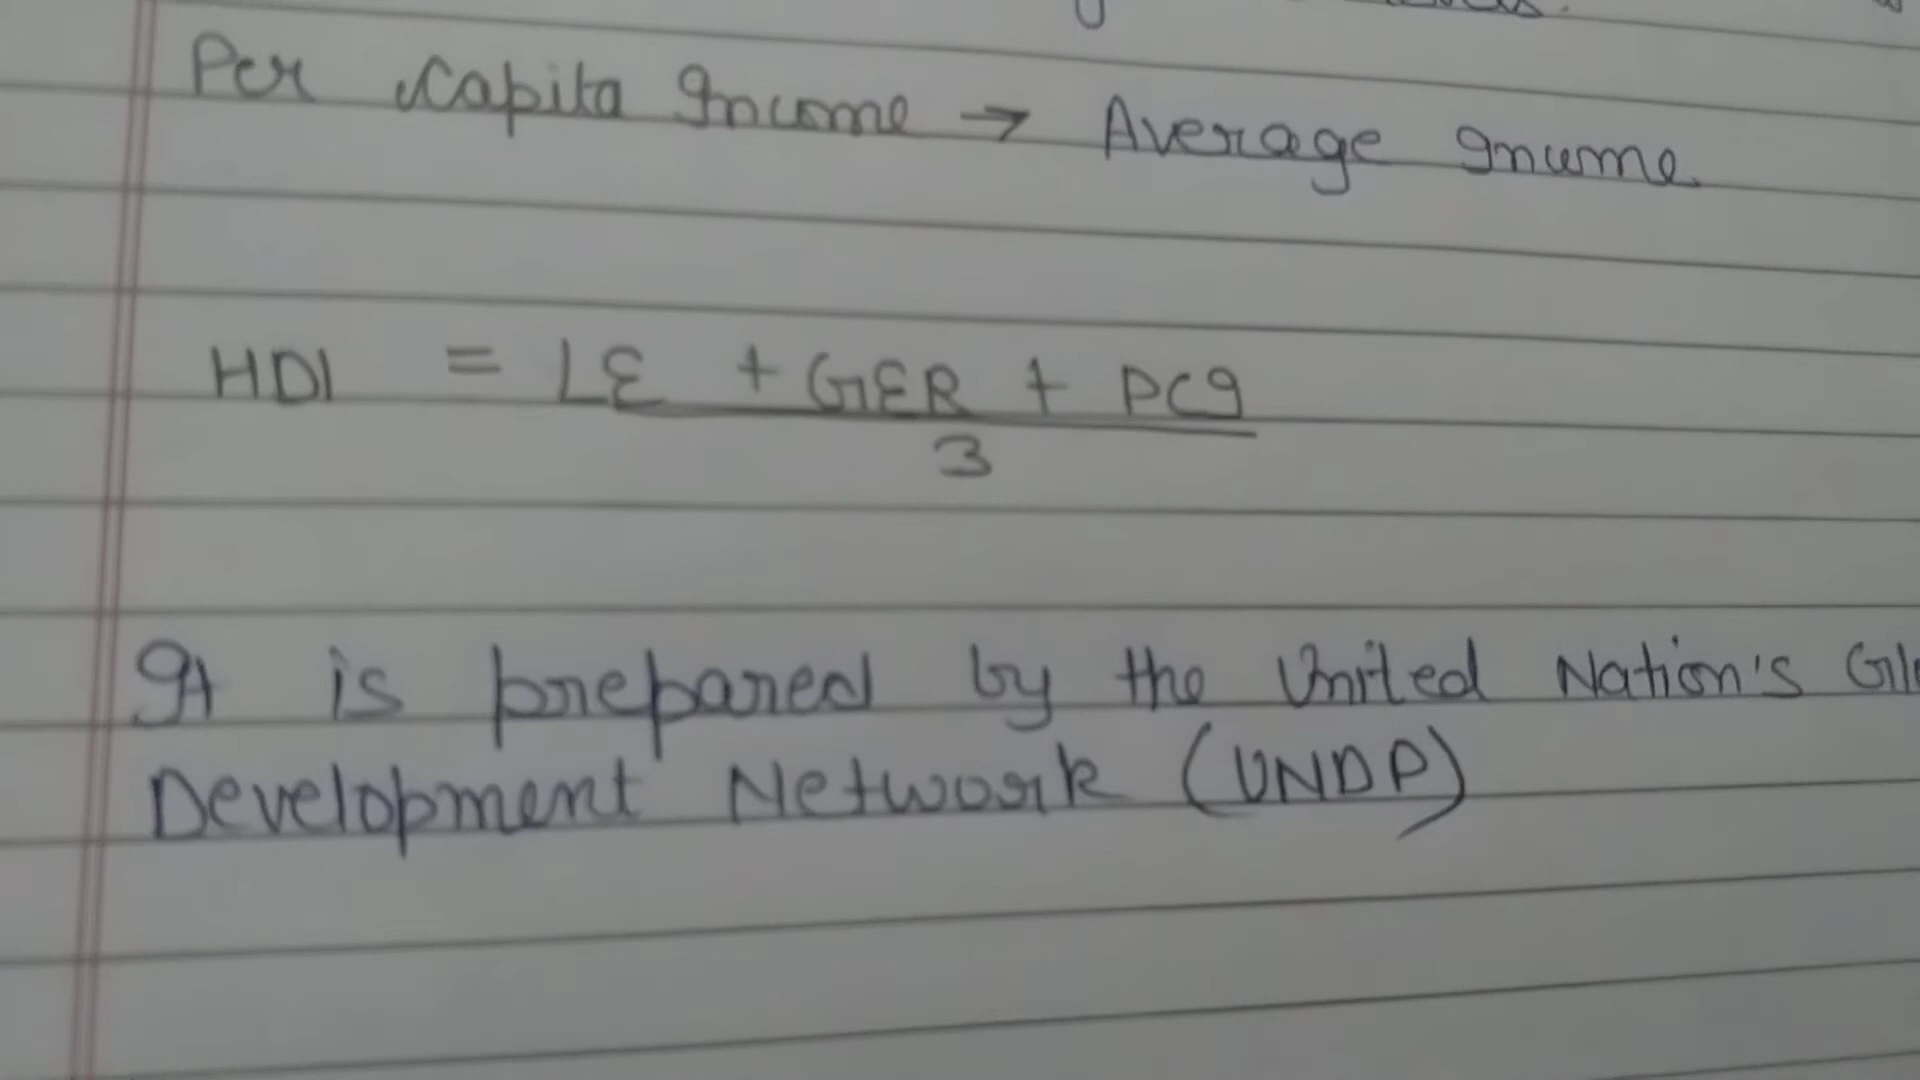 Per Capita Income → Average Income.
HDI = LE + GER + PCI
3
It is prepared by the United Nation's
Development Network (UNDP)